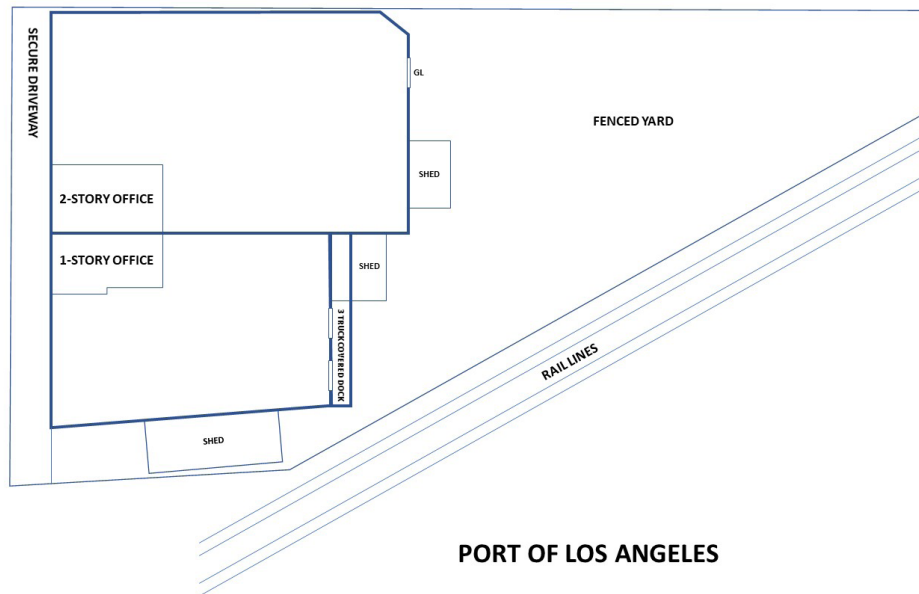 SECURE DRIVEWAY
GL
FENCED YARD
SHED
2-STORY OFFICE
1-STORY OFFICE
SHED
3 TRUCK COVERED DOCK
RAIL LINES
SHED
PORT OF LOS ANGELES